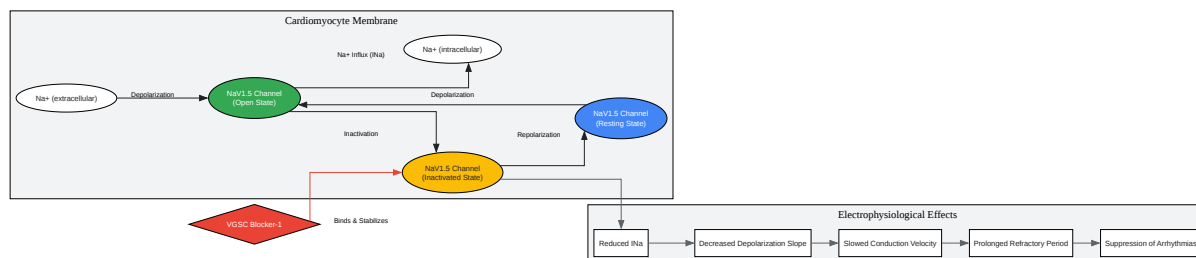 Cardiomyocyte Membrane
Na+ Influx (INa)
Na+ (intracellular)
Na+ (extracellular)
Depolarization
NaV1.5 Channel
(Open State)
Depolarization
NaV1.5 Channel
(Resting State)
Inactivation
Repolarization
NaV1.5 Channel
(Inactivated State)
VGSC Blocker-1
Binds & Stabilizes
Electrophysiological Effects
Reduced INa
Decreased Depolarization Slope
Slowed Conduction Velocity
Prolonged Refractory Period
Suppression of Arrhythmias